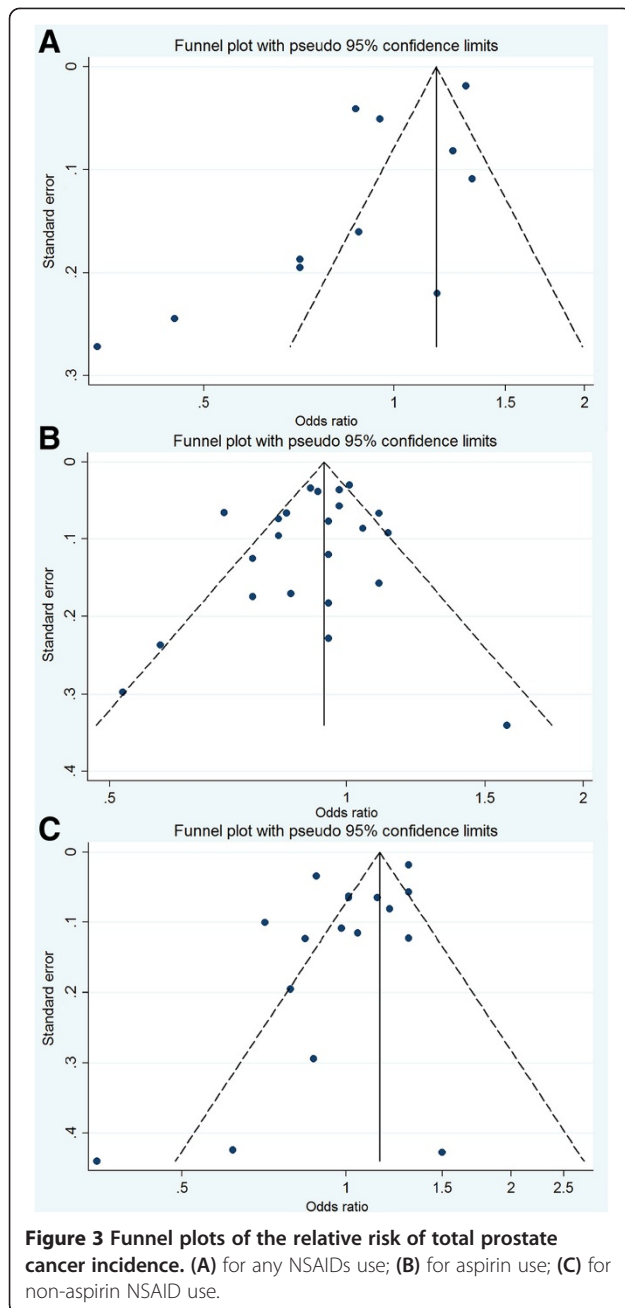 A
Funnel plot with pseudo 95% confidence limits
0
.1
.2
.3
Standard error
.5 1 1.5 2
Odds ratio
B
Funnel plot with pseudo 95% confidence limits
0
.1
.2
.3
.4
Standard error
.5 1 1.5 2
Odds ratio
C
Funnel plot with pseudo 95% confidence limits
0
.1
.2
.3
.4
Standard error
.5 1 1.5 2 2.5
Odds ratio
Figure 3 Funnel plots of the relative risk of total prostate
cancer incidence. (A) for any NSAIDs use; (B) for aspirin use; (C) for
non-aspirin NSAID use.